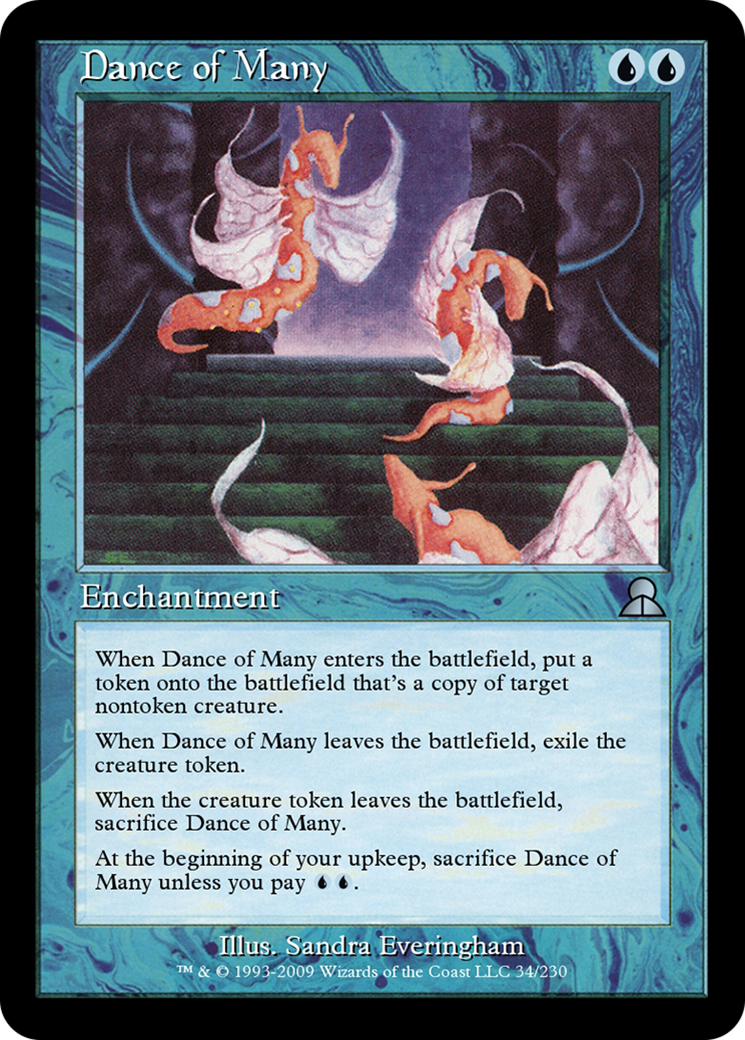 Dance of Many
Enchantment
When Dance of Many enters the battlefield, put a
token onto the battlefield that's a copy of target
nontoken creature.
When Dance of Many leaves the battlefield, exile the
creature token.
When the creature token leaves the battlefield,
sacrifice Dance of Many.
At the beginning of your upkeep, sacrifice Dance of
Many unless you pay .
Illus. Sandra Everingham
™ & © 1993-2009 Wizards of the Coast LLC 34/230